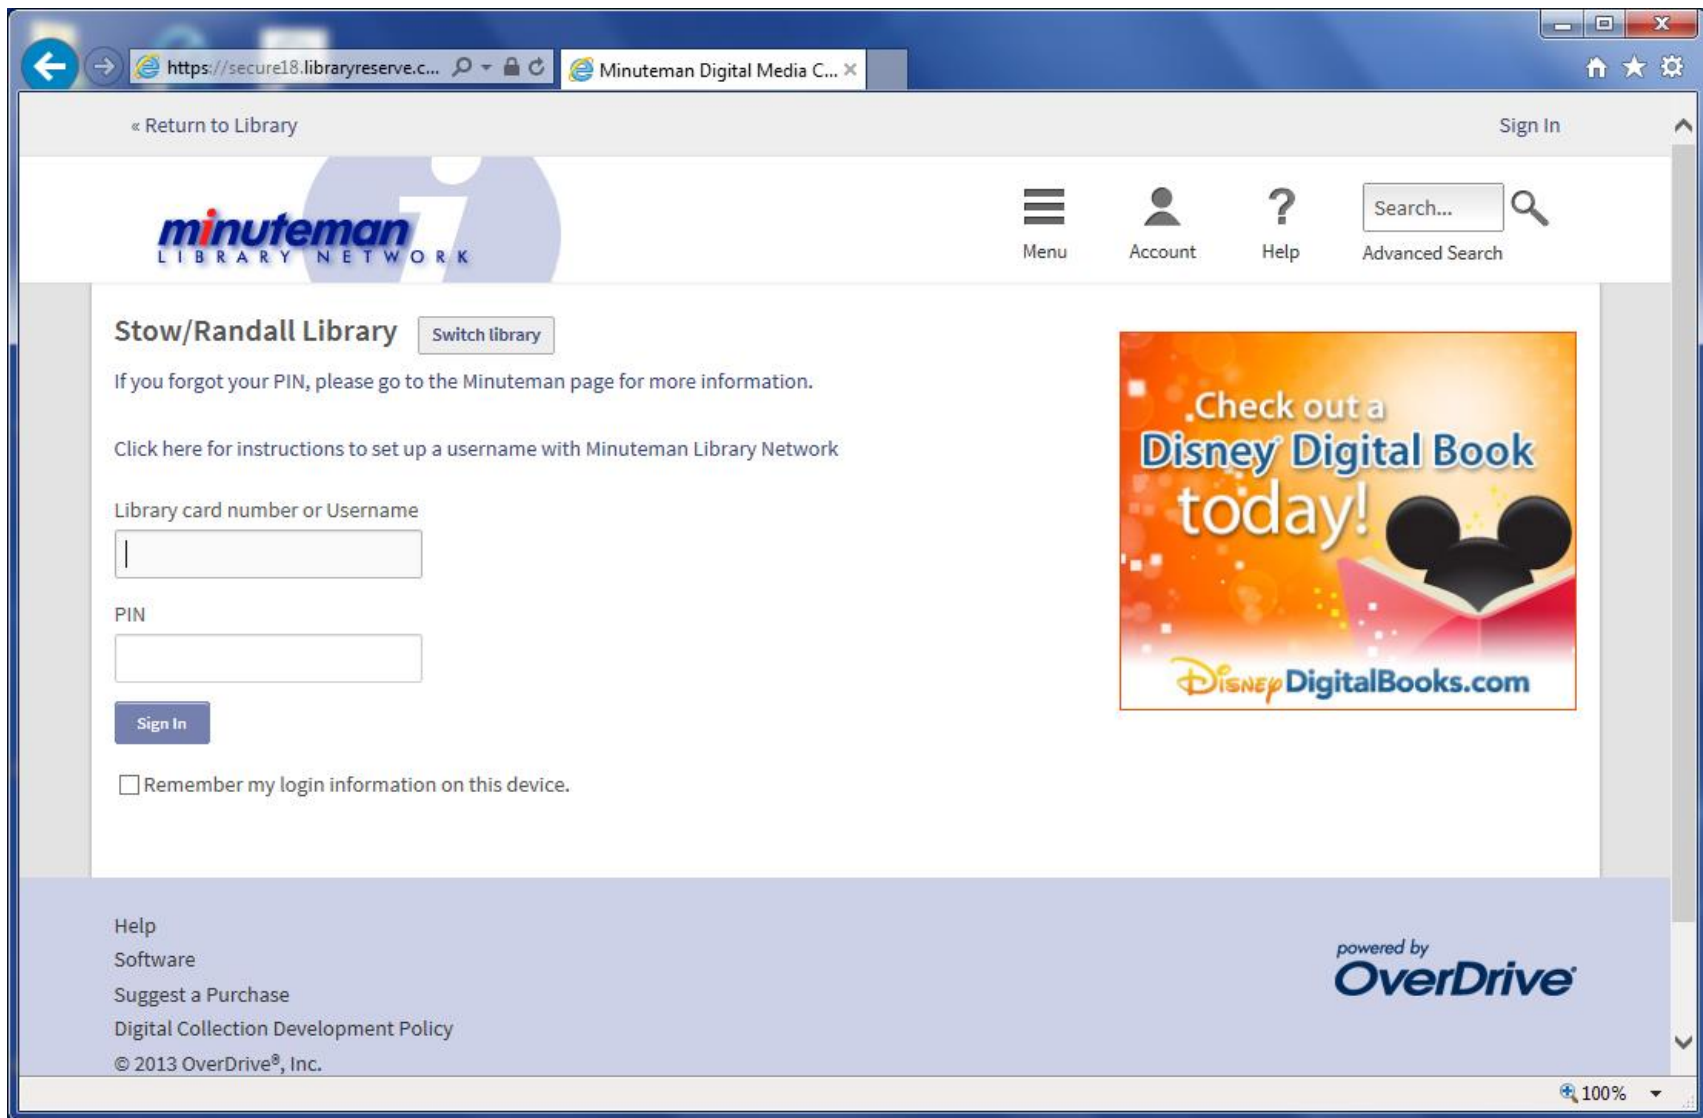 https://secure18.libraryreserve.c...
Minuteman Digital Media C...
« Return to Library
Sign In
minuteman
LIBRARY NETWORK
Menu
Account
Help
Search...
Advanced Search
Stow/Randall Library
Switch library
If you forgot your PIN, please go to the Minuteman page for more information.
Click here for instructions to set up a username with Minuteman Library Network
Library card number or Username
PIN
Sign In
Remember my login information on this device.
Check out a
Disney Digital Book
today!
Disney DigitalBooks.com
Help
Software
Suggest a Purchase
Digital Collection Development Policy
© 2013 OverDrive®, Inc.
powered by
OverDrive®
100%